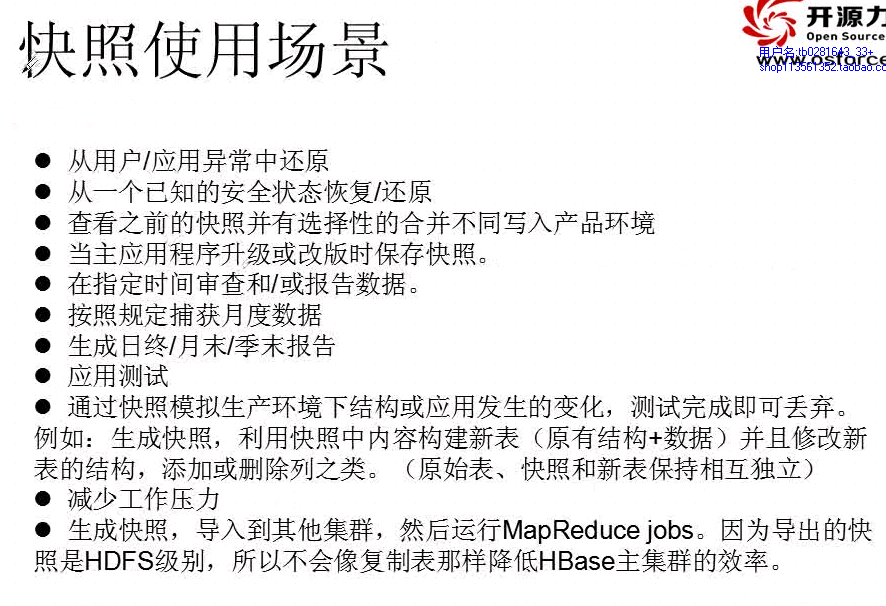 快照使用场景
开源力
Open Source
用户名:tb0281643_33+
www.osforce
shop113561352.taobao.co
● 从用户/应用异常中还原
● 从一个已知的安全状态恢复/还原
● 查看之前的快照并有选择性的合并不同写入产品环境
● 当主应用程序升级或改版时保存快照。
● 在指定时间审查和/或报告数据。
● 按照规定捕获月度数据
● 生成日终/月末/季末报告
● 应用测试
● 通过快照模拟生产环境下结构或应用发生的变化，测试完成即可丢弃。
例如：生成快照，利用快照中内容构建新表（原有结构+数据）并且修改新
表的结构，添加或删除列之类。（原始表、快照和新表保持相互独立）
● 减少工作压力
● 生成快照，导入到其他集群，然后运行MapReduce jobs。因为导出的快
照是HDFS级别，所以不会像复制表那样降低HBase主集群的效率。